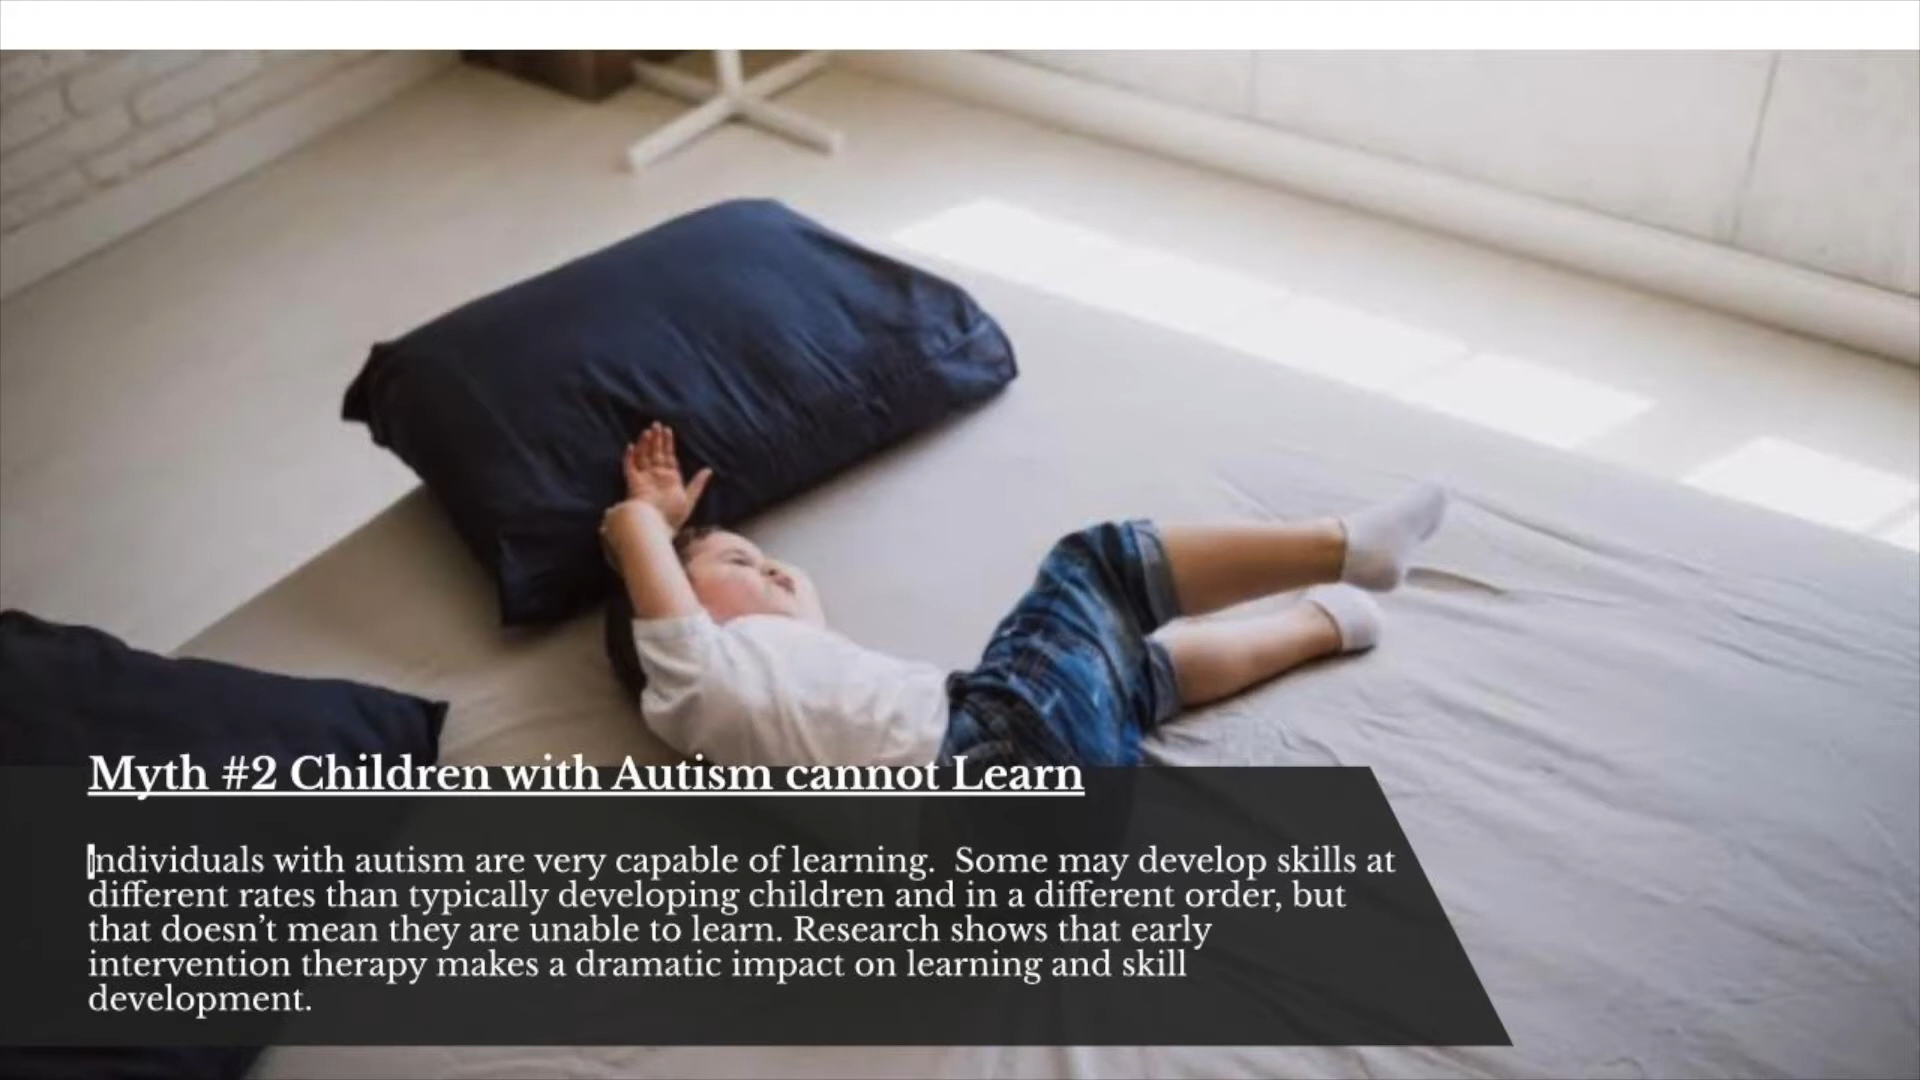 Myth #2 Children with Autism cannot Learn
Individuals with autism are very capable of learning.  Some may develop skills at
different rates than typically developing children and in a different order, but
that doesn’t mean they are unable to learn. Research shows that early
intervention therapy makes a dramatic impact on learning and skill
development.